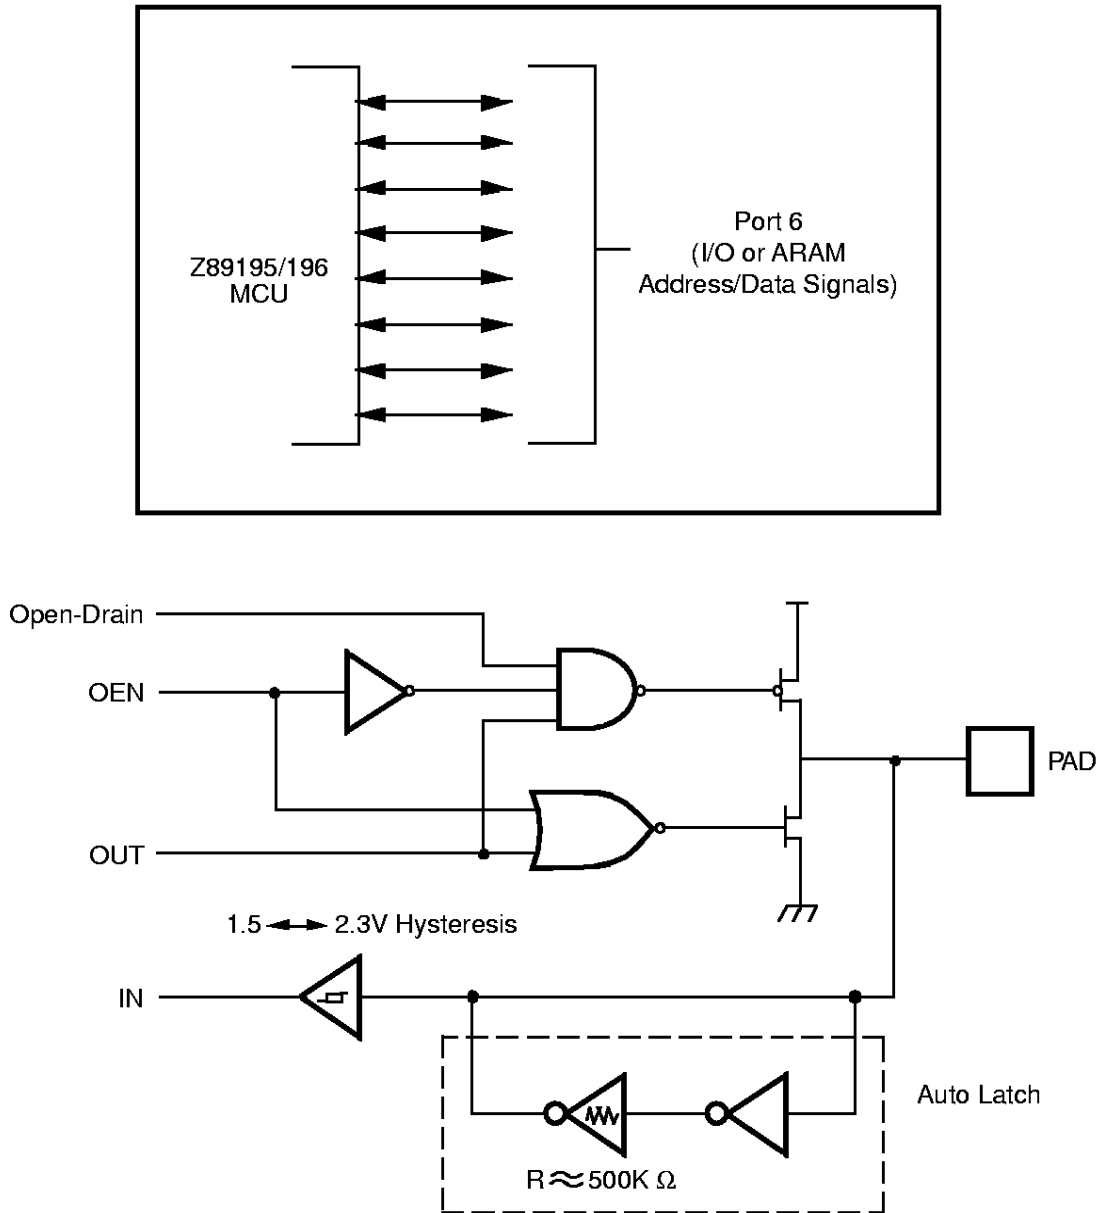 Z89195/196
MCU
Port 6
(I/O or ARAM
Address/Data Signals)
Open-Drain
OEN
PAD
OUT
1.5 ◄─► 2.3V Hysteresis
IN
Auto Latch
R ≈ 500K Ω